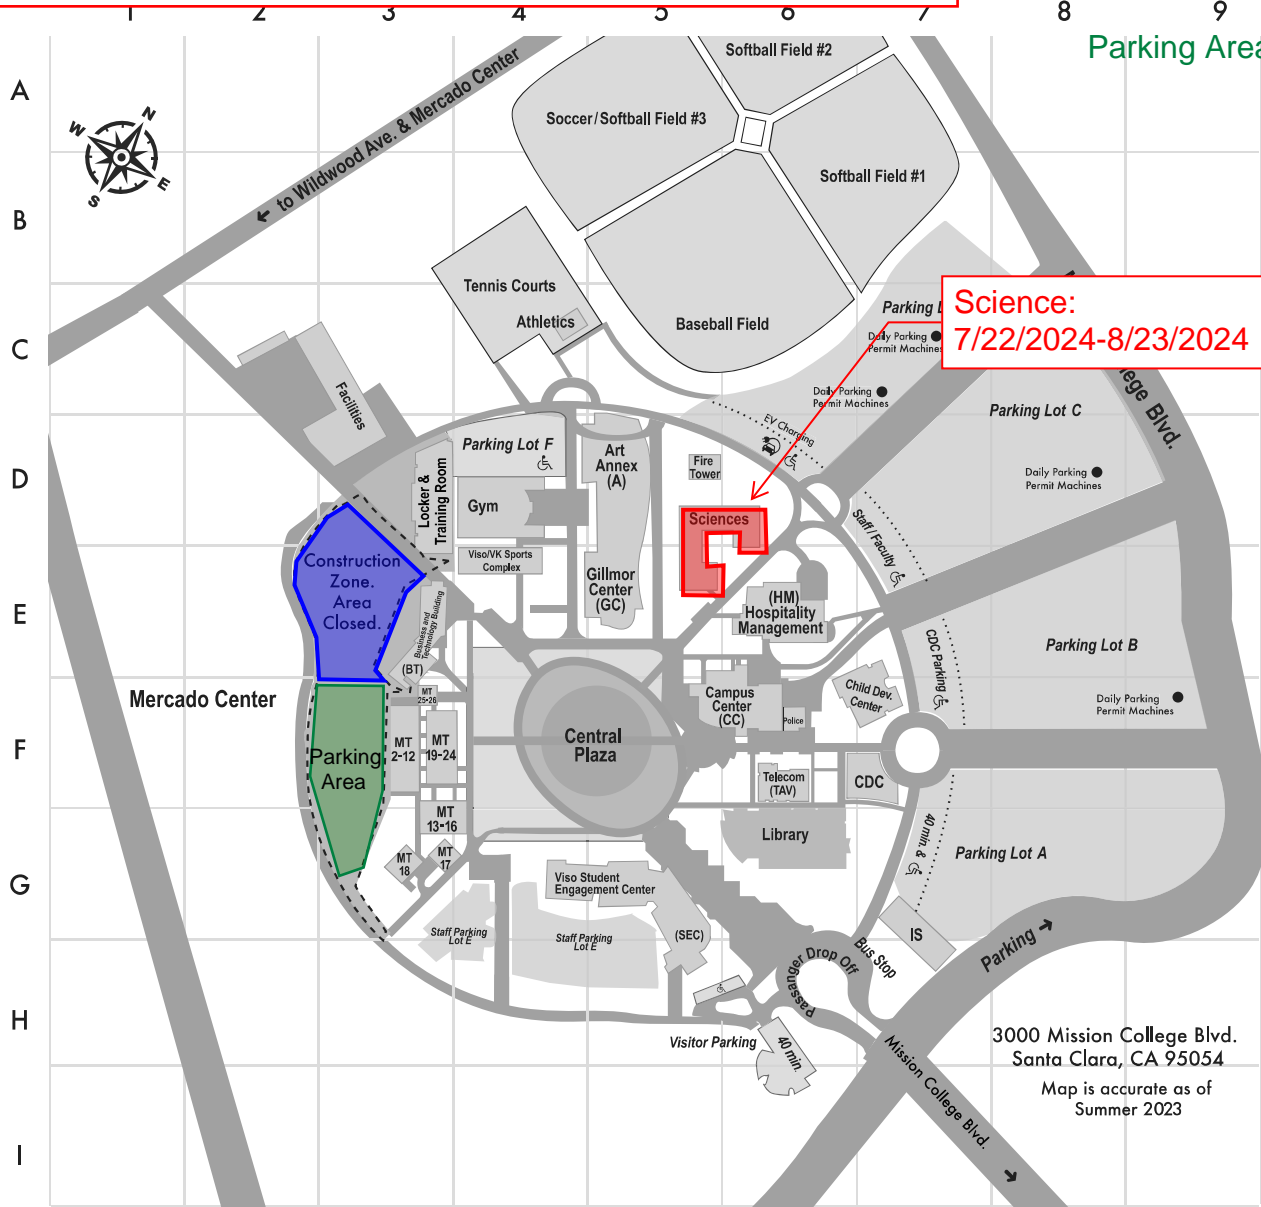 1 2 3 4 5 6 7 8 9
A
B
C
D
E
F
G
H
I
Parking Area
N
W
E
S
to Wildwood Ave. & Mercado Center
Softball Field #2
Soccer/Softball Field #3
Softball Field #1
Tennis Courts
Athletics
Baseball Field
Parking L
Science:
7/22/2024-8/23/2024
Daily Parking
Permit Machines
Daily Parking
Permit Machines
lege Blvd.
Facilities
Parking Lot C
EV Charging
Parking Lot F
Art
Annex
(A)
Fire
Tower
Daily Parking
Permit Machines
Locker &
Training Room
Gym
Sciences
Staff / Faculty
Viso/VK Sports
Complex
Construction
Zone.
Area
Closed.
Gillmor
Center
(GC)
(HM)
Hospitality
Management
Business and
Technology Building
(BT)
CDC Parking
Parking Lot B
Mercado Center
MT
25-26
Campus
Center
(CC)
Police
Child Dev.
Center
Daily Parking
Permit Machines
Parking
Area
MT
2-12
MT
19-24
Central
Plaza
Telecom
(TAV)
CDC
MT
13-16
Library
40 min. &
Parking Lot A
MT
18
MT
17
Viso Student
Engagement Center
(SEC)
Staff Parking
Lot E
Staff Parking
Lot E
IS
Bus Stop
Parking
Passanger Drop Off
Visitor Parking
40 min.
Mission College Blvd.
3000 Mission College Blvd.
Santa Clara, CA 95054
Map is accurate as of
Summer 2023